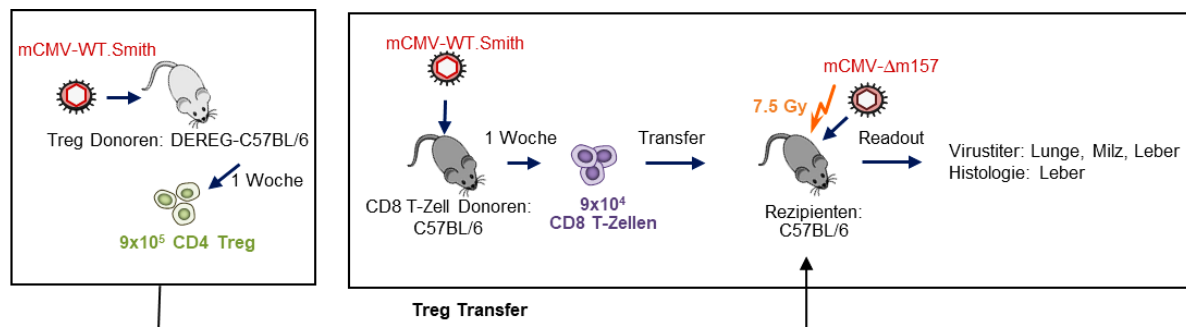 mCMV-WT.Smith
Treg Donoren: DEREG-C57BL/6
1 Woche
9x10⁵ CD4 Treg
mCMV-WT.Smith
1 Woche
Transfer
CD8 T-Zell Donoren:
C57BL/6
9x10⁴
CD8 T-Zellen
mCMV-Δm157
7.5 Gy
Readout
Rezipienten:
C57BL/6
Virustiter: Lunge, Milz, Leber
Histologie: Leber
Treg Transfer